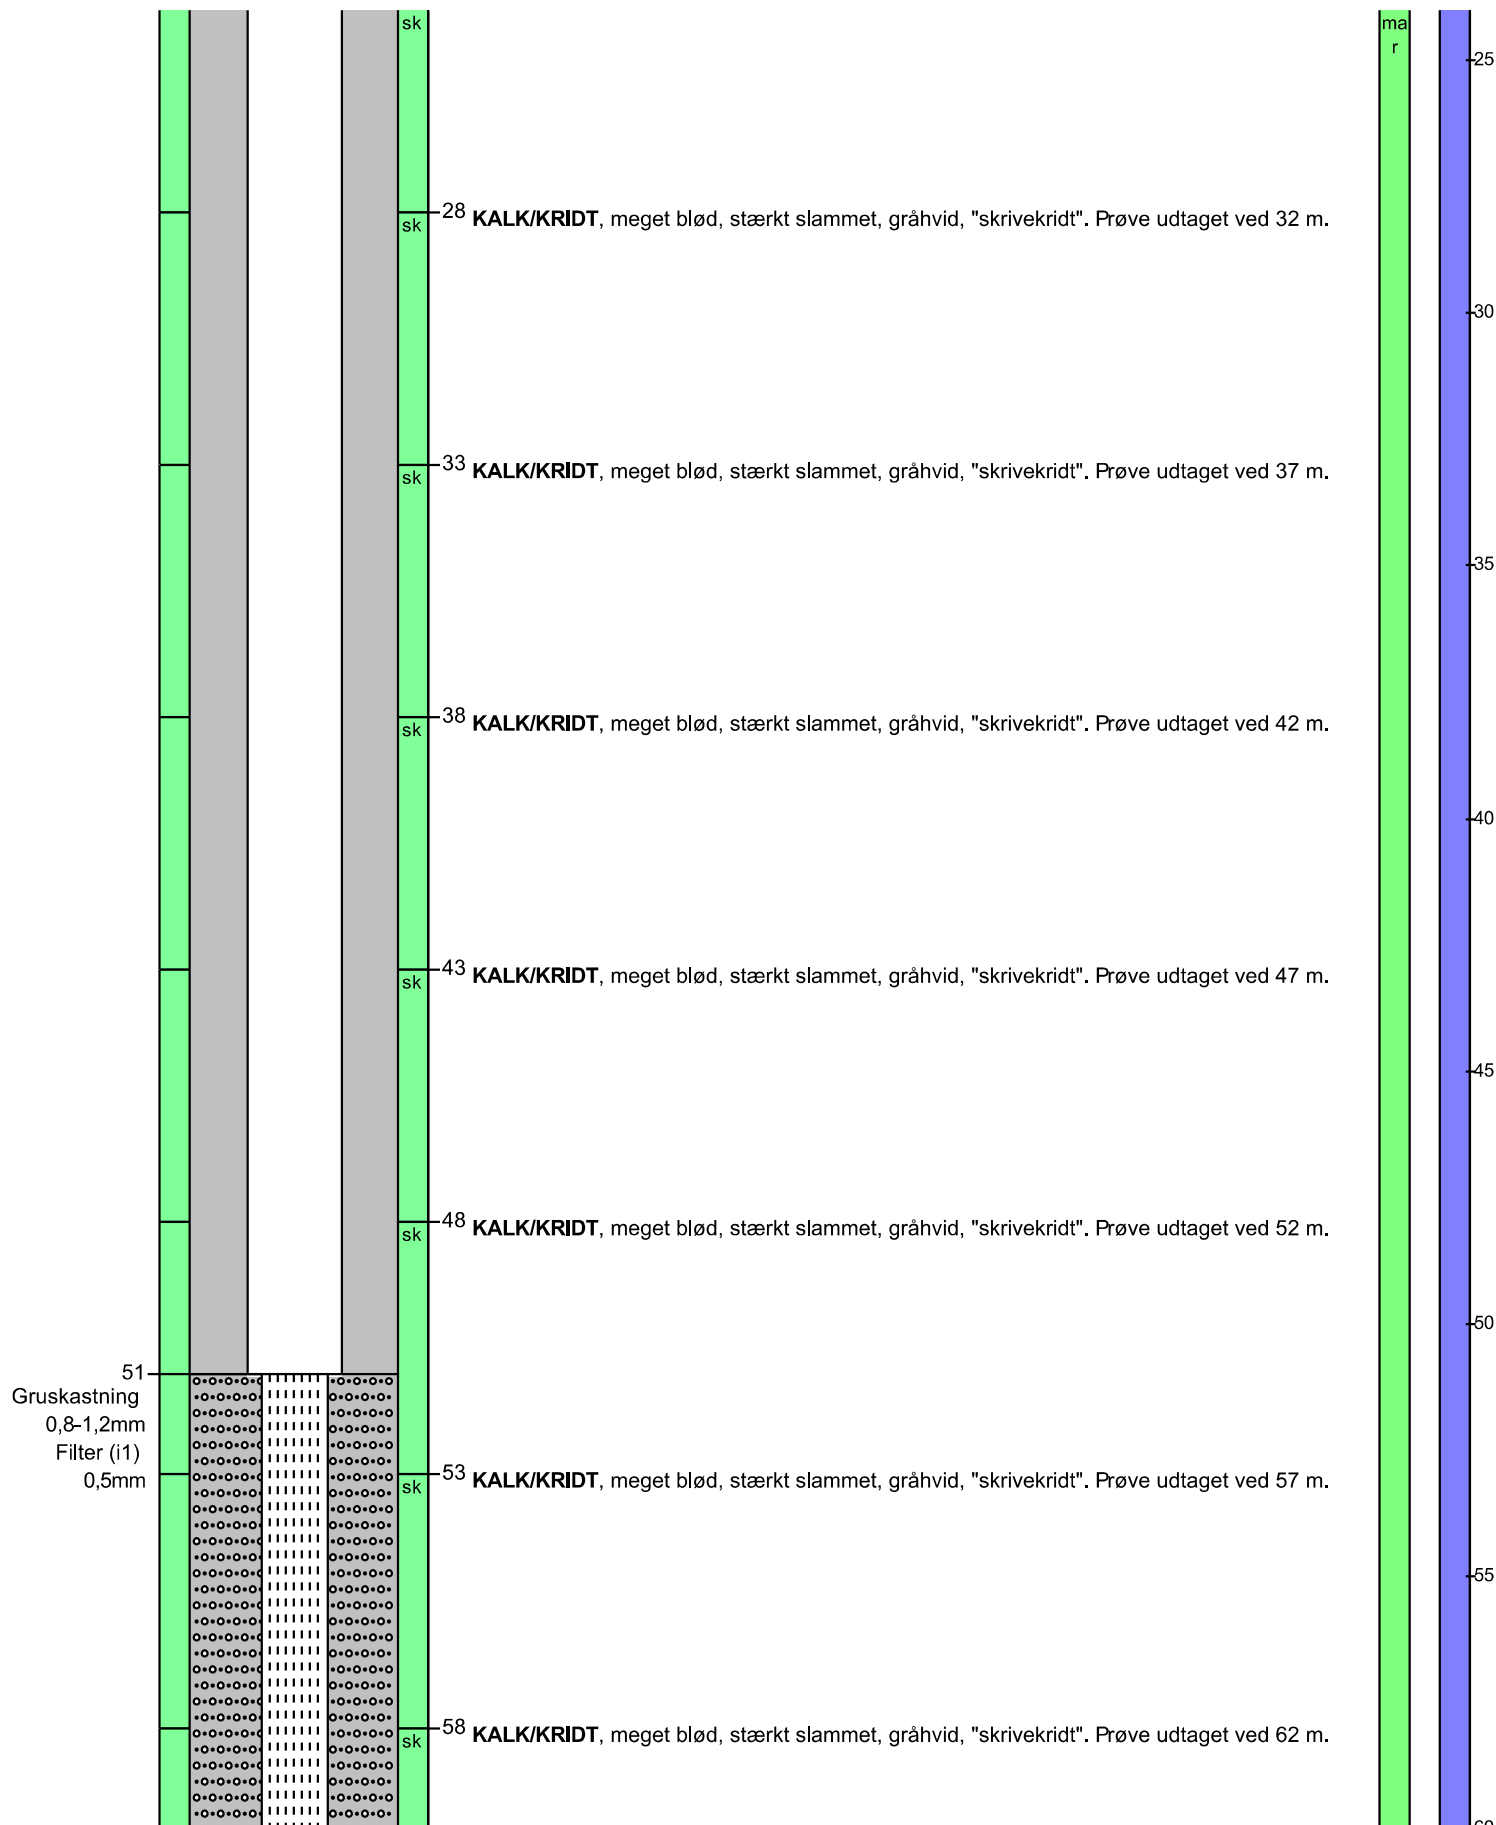 sk
ma
r
25
28 KALK/KRIDT, meget blød, stærkt slammet, gråhvid, "skrivekridt". Prøve udtaget ved 32 m.
sk
30
33 KALK/KRIDT, meget blød, stærkt slammet, gråhvid, "skrivekridt". Prøve udtaget ved 37 m.
sk
35
38 KALK/KRIDT, meget blød, stærkt slammet, gråhvid, "skrivekridt". Prøve udtaget ved 42 m.
sk
40
43 KALK/KRIDT, meget blød, stærkt slammet, gråhvid, "skrivekridt". Prøve udtaget ved 47 m.
sk
45
48 KALK/KRIDT, meget blød, stærkt slammet, gråhvid, "skrivekridt". Prøve udtaget ved 52 m.
sk
50
51
Gruskastning
0,8-1,2mm
Filter (i1)
0,5mm
53 KALK/KRIDT, meget blød, stærkt slammet, gråhvid, "skrivekridt". Prøve udtaget ved 57 m.
sk
55
58 KALK/KRIDT, meget blød, stærkt slammet, gråhvid, "skrivekridt". Prøve udtaget ved 62 m.
sk